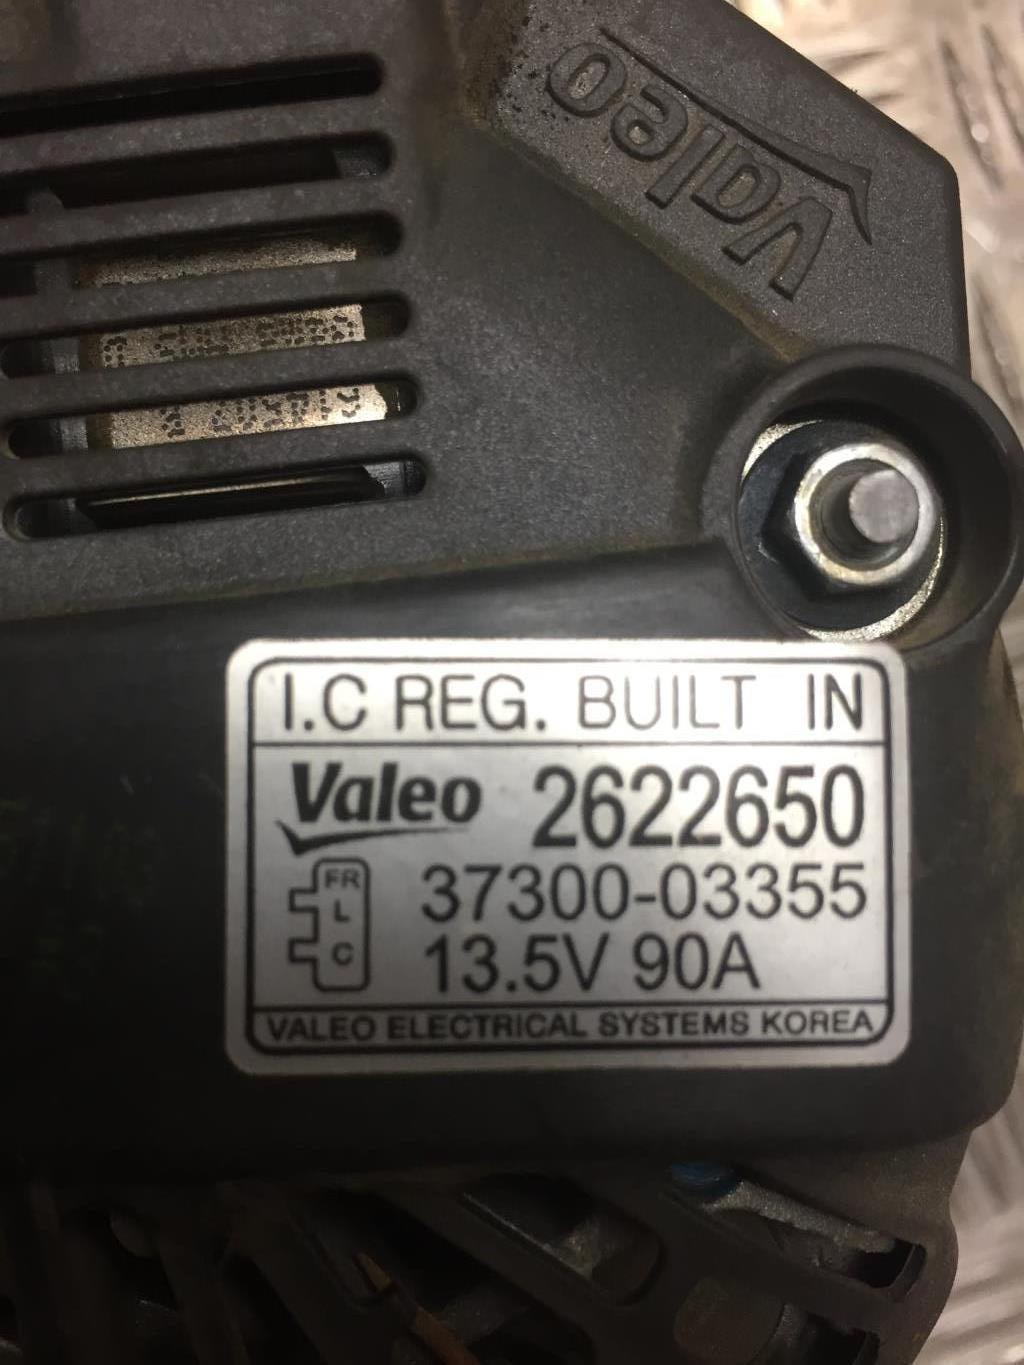 Valeo
I.C REG. BUILT IN
Valeo 2622650
FR
L
C
37300-03355
13.5V 90A
VALEO ELECTRICAL SYSTEMS KOREA